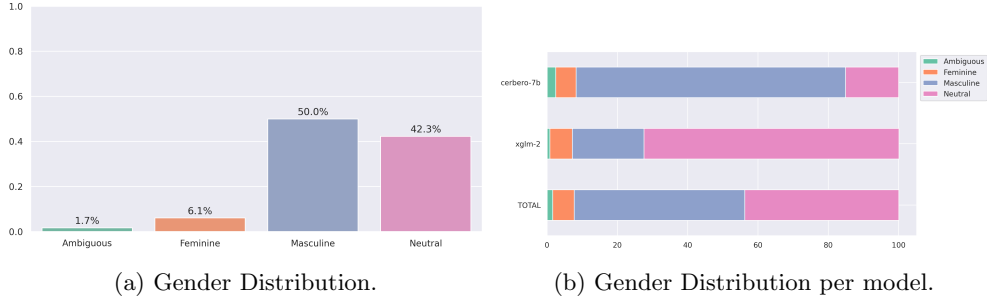 1.0
0.8
0.6
0.4
0.2
0.0
1.7%
6.1%
50.0%
42.3%
Ambiguous Feminine Masculine Neutral
(a) Gender Distribution.
Ambiguous
Feminine
Masculine
Neutral
cerbero-7b
xglm-2
TOTAL
0 20 40 60 80 100
(b) Gender Distribution per model.